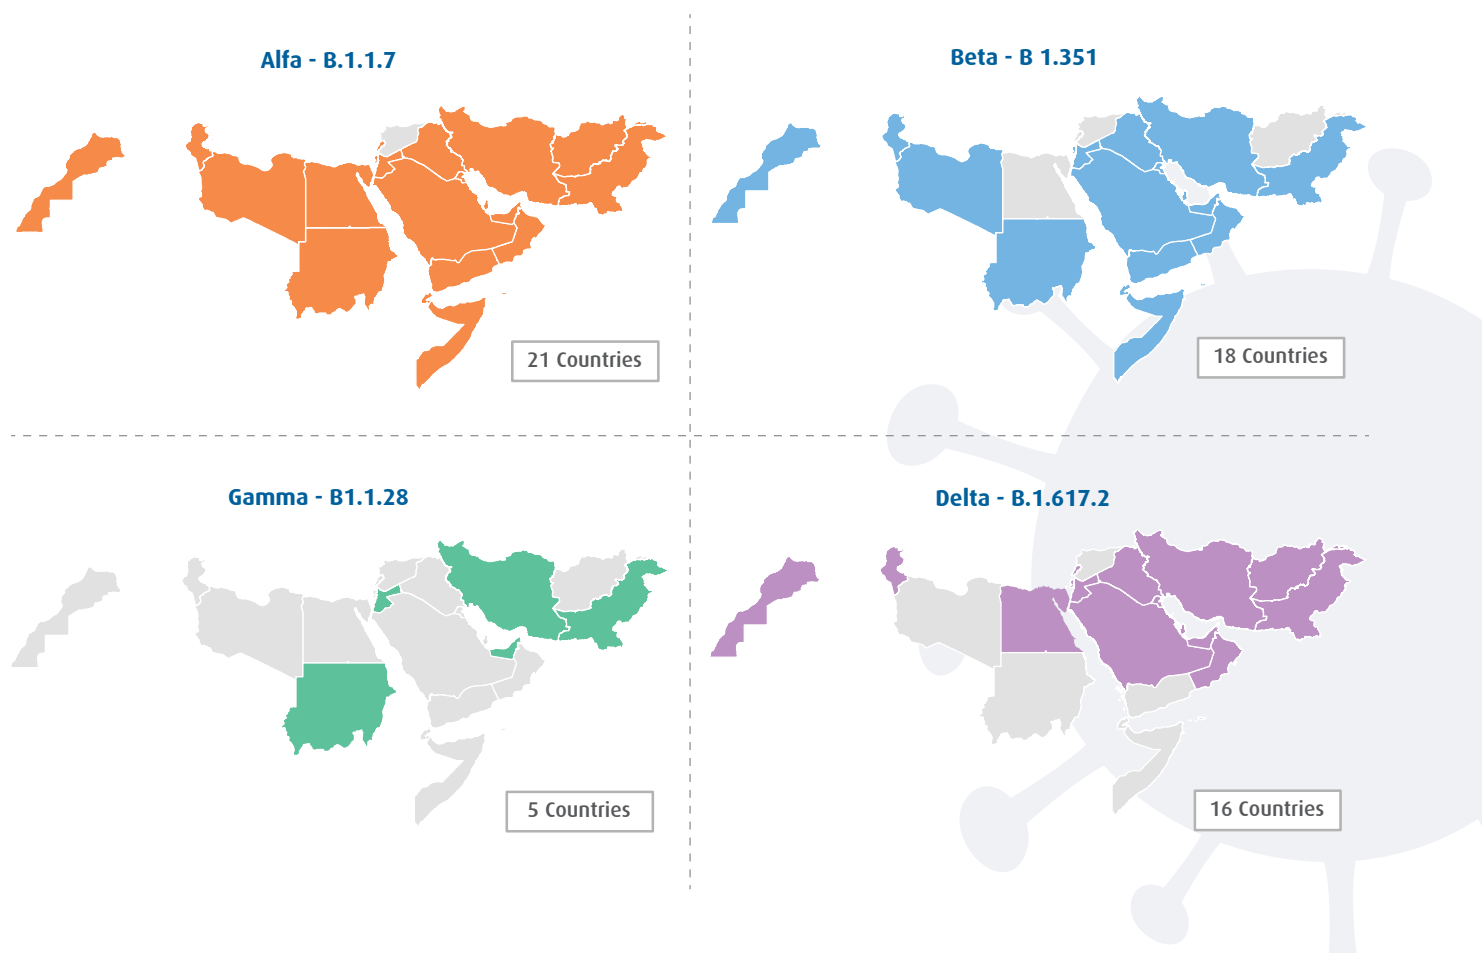 Alfa - B.1.1.7
Beta - B 1.351
21 Countries
18 Countries
Gamma - B1.1.28
Delta - B.1.617.2
5 Countries
16 Countries